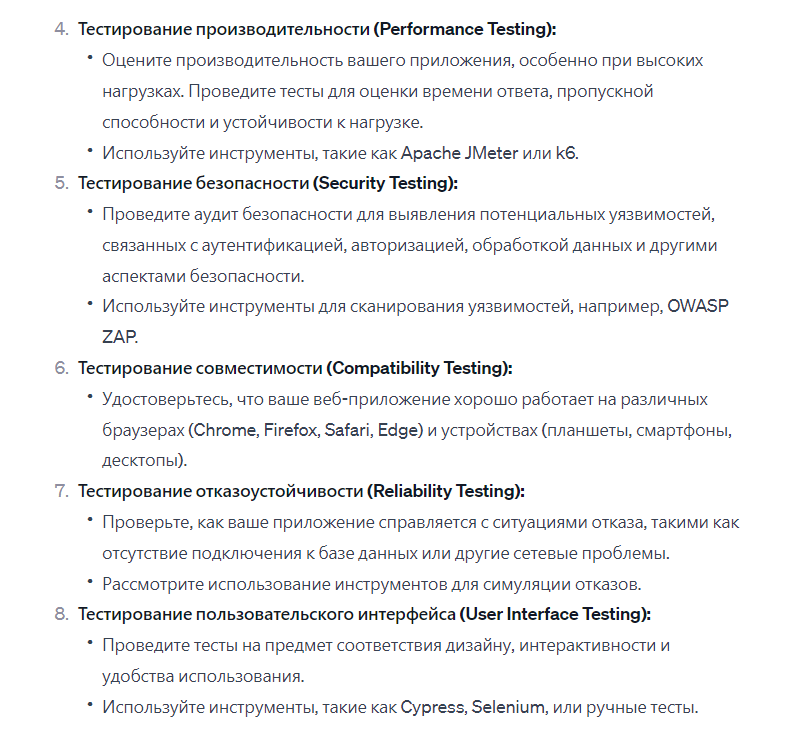 4. Тестирование производительности (Performance Testing):
• Оцените производительность вашего приложения, особенно при высоких
нагрузках. Проведите тесты для оценки времени ответа, пропускной
способности и устойчивости к нагрузке.
• Используйте инструменты, такие как Apache JMeter или k6.
5. Тестирование безопасности (Security Testing):
• Проведите аудит безопасности для выявления потенциальных уязвимостей,
связанных с аутентификацией, авторизацией, обработкой данных и другими
аспектами безопасности.
• Используйте инструменты для сканирования уязвимостей, например, OWASP
ZAP.
6. Тестирование совместимости (Compatibility Testing):
• Удостоверьтесь, что ваше веб-приложение хорошо работает на различных
браузерах (Chrome, Firefox, Safari, Edge) и устройствах (планшеты, смартфоны,
десктопы).
7. Тестирование отказоустойчивости (Reliability Testing):
• Проверьте, как ваше приложение справляется с ситуациями отказа, такими как
отсутствие подключения к базе данных или другие сетевые проблемы.
• Рассмотрите использование инструментов для симуляции отказов.
8. Тестирование пользовательского интерфейса (User Interface Testing):
• Проведите тесты на предмет соответствия дизайну, интерактивности и
удобства использования.
• Используйте инструменты, такие как Cypress, Selenium, или ручные тесты.